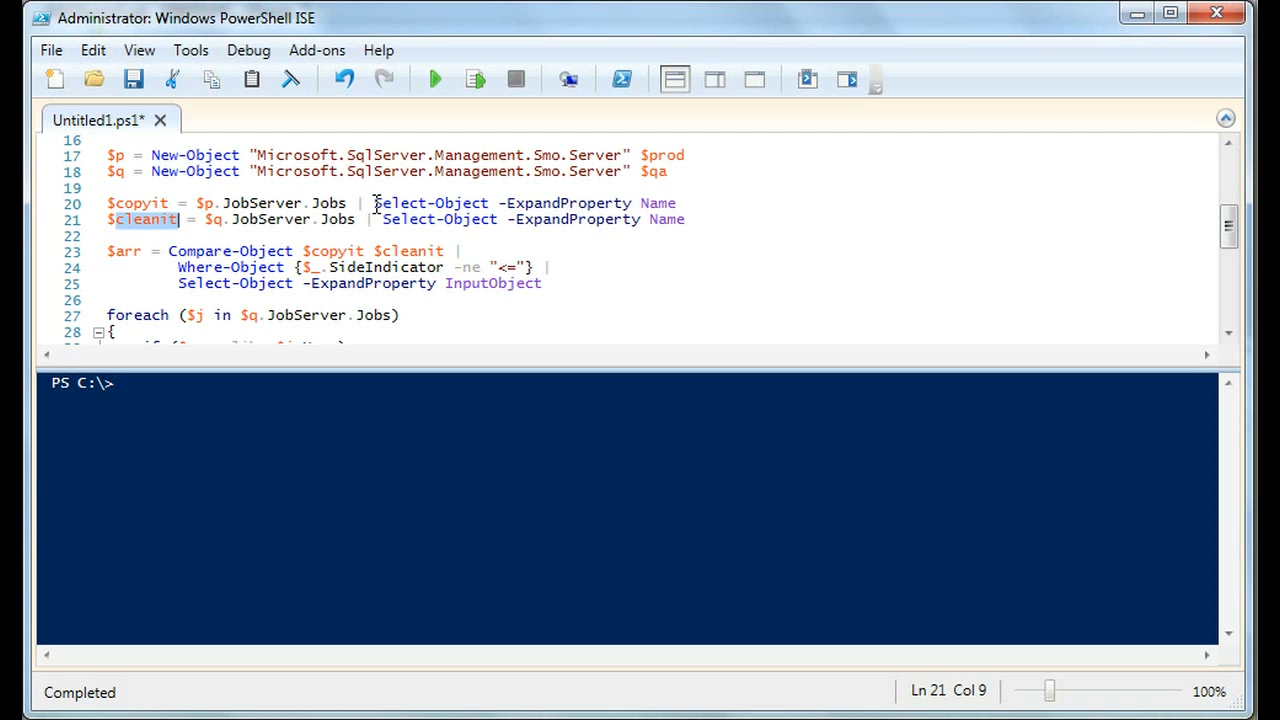 Administrator: Windows PowerShell ISE
File Edit View Tools Debug Add-ons Help
Untitled1.ps1*
16
17 $p = New-Object "Microsoft.SqlServer.Management.Smo.Server" $prod
18 $q = New-Object "Microsoft.SqlServer.Management.Smo.Server" $qa
19
20 $copyit = $p.JobServer.Jobs | Select-Object -ExpandProperty Name
21 $cleanit = $q.JobServer.Jobs | Select-Object -ExpandProperty Name
22
23 $arr = Compare-Object $copyit $cleanit |
24 Where-Object {$_.SideIndicator -ne "<="} |
25 Select-Object -ExpandProperty InputObject
26
27 foreach ($j in $q.JobServer.Jobs)
28 {
PS C:\>
Completed Ln 21 Col 9 100%